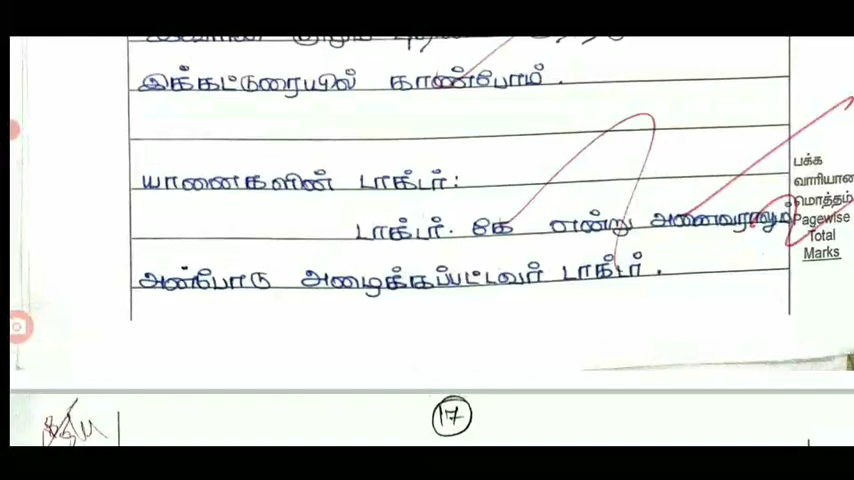 இக்கட்டுரையில் காண்போம்.
யானைகளின் டாக்டர்:
டாக்டர். கே என்று அனைவராலும்
அன்போடு அழைக்கப்பட்டவர் டாக்டர்.
பக்க
வாரியான
மொத்தம்
Pagewise
Total
Marks
17